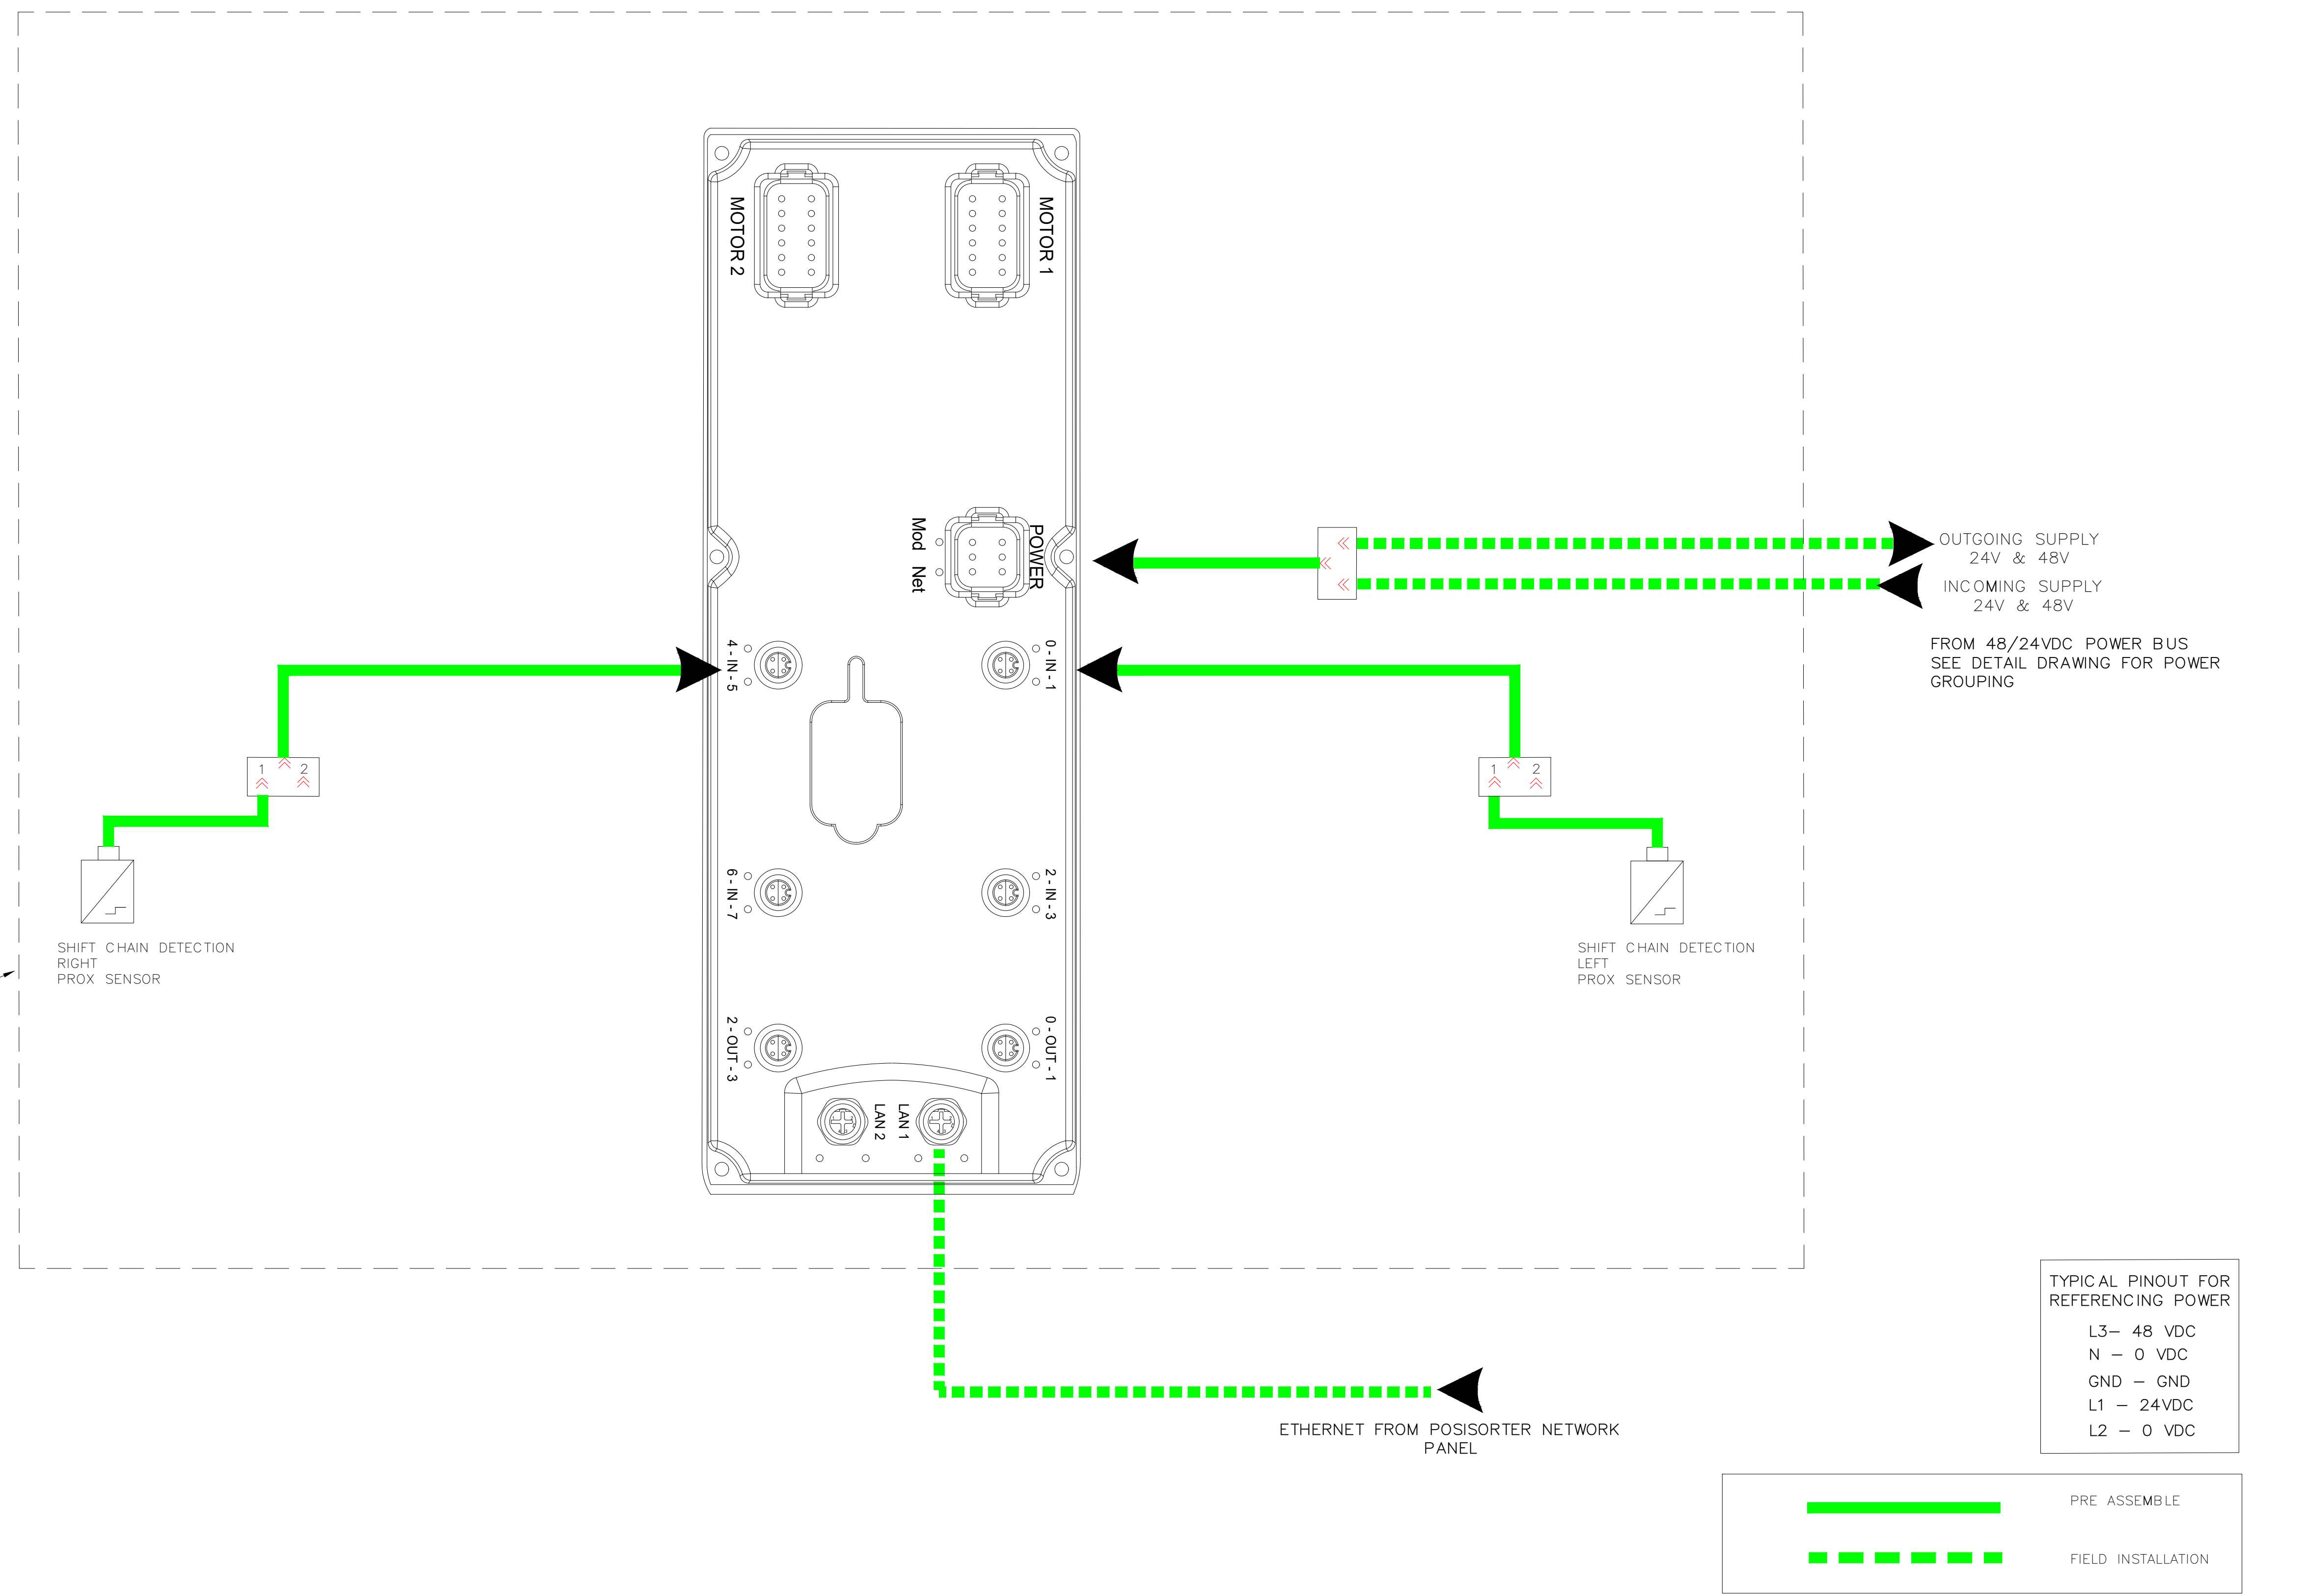 MOTOR 2
MOTOR 1
Mod Net
POWER
OUTGOING SUPPLY
24V & 48V
INCOMING SUPPLY
24V & 48V
FROM 48/24VDC POWER BUS
SEE DETAIL DRAWING FOR POWER
GROUPING
4-IN-5
0-IN-1
1 2
1 2
6-IN-7
2-IN-3
SHIFT CHAIN DETECTION
RIGHT
PROX SENSOR
SHIFT CHAIN DETECTION
LEFT
PROX SENSOR
2-OUT-3
0-OUT-1
LAN 2
LAN 1
ETHERNET FROM POSISORTER NETWORK
PANEL
TYPICAL PINOUT FOR
REFERENCING POWER
L3- 48 VDC
N - 0 VDC
GND - GND
L1 - 24VDC
L2 - 0 VDC
PRE ASSEMBLE
FIELD INSTALLATION